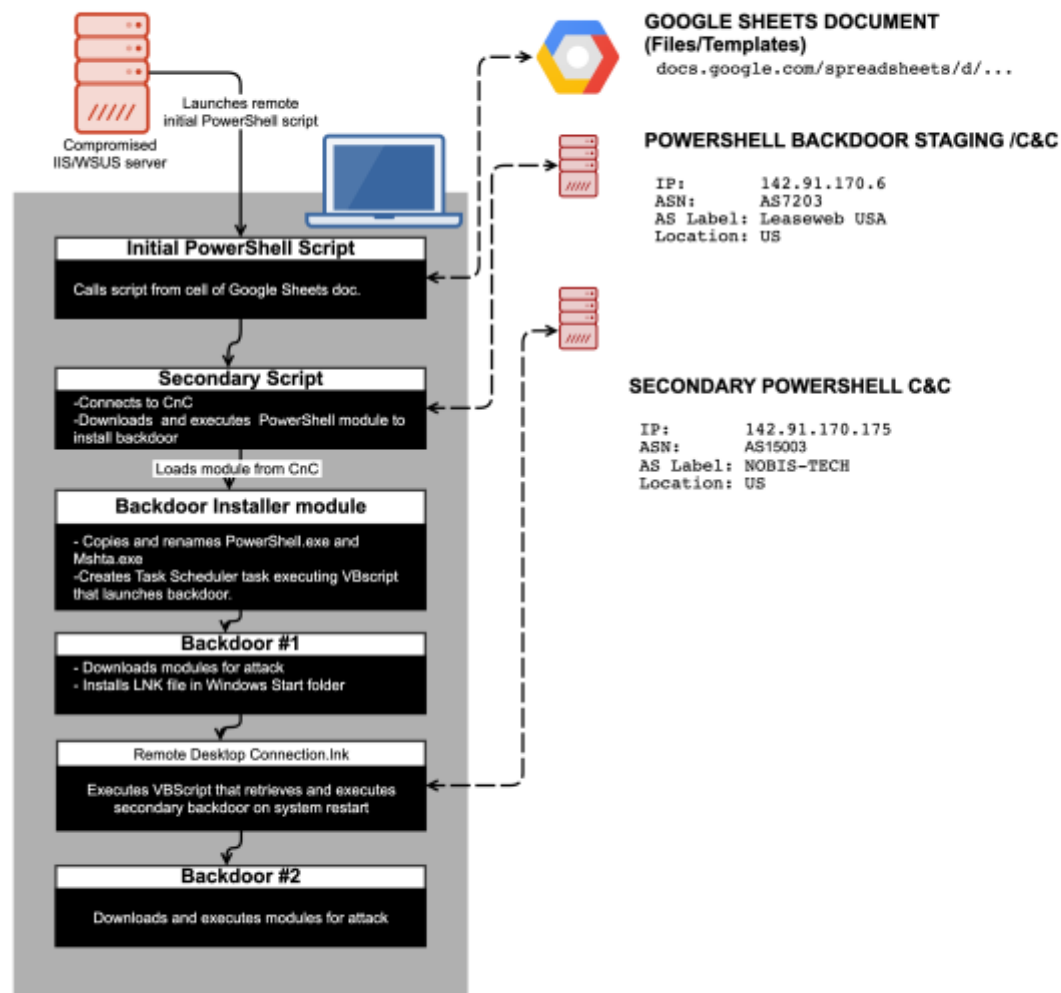 Compromised
IIS/WSUS server
Launches remote
initial PowerShell script
Initial PowerShell Script
Calls script from cell of Google Sheets doc.
Secondary Script
-Connects to CnC
-Downloads and executes PowerShell module to
install backdoor
Loads module from CnC
Backdoor Installer module
- Copies and renames PowerShell.exe and
Mshta.exe
-Creates Task Scheduler task executing VBscript
that launches backdoor.
Backdoor #1
- Downloads modules for attack
- Installs LNK file in Windows Start folder
Remote Desktop Connection.lnk
Executes VBScript that retrieves and executes
secondary backdoor on system restart
Backdoor #2
Downloads and executes modules for attack
GOOGLE SHEETS DOCUMENT
(Files/Templates)
docs.google.com/spreadsheets/d/...
POWERSHELL BACKDOOR STAGING /C&C
IP: 142.91.170.6
ASN: AS7203
AS Label: Leaseweb USA
Location: US
SECONDARY POWERSHELL C&C
IP: 142.91.170.175
ASN: AS15003
AS Label: NOBIS-TECH
Location: US